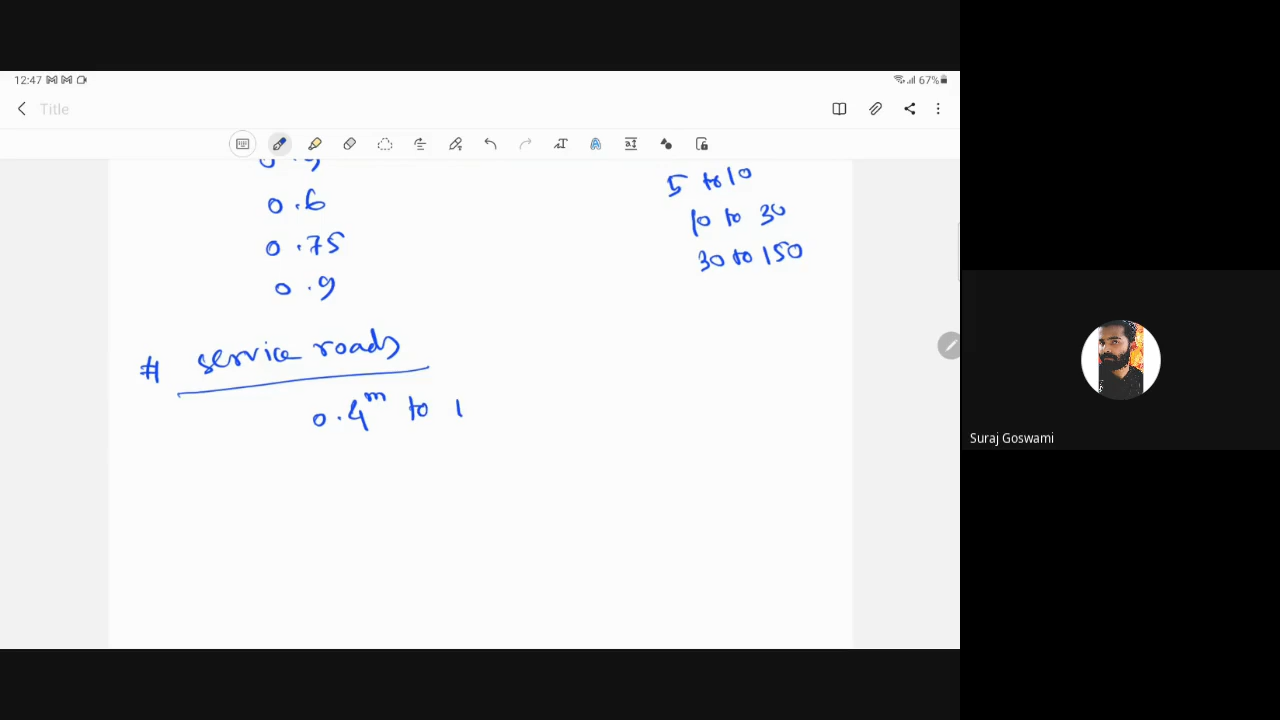 12:47
67%
Title
5 to 10
0.6
10 to 30
0.75
30 to 150
0.9
# service roads
0.4m to 1
Suraj Goswami